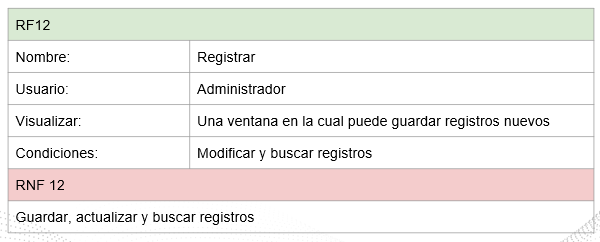 RF12
Nombre: Registrar
Usuario: Administrador
Visualizar: Una ventana en la cual puede guardar registros nuevos
Condiciones: Modificar y buscar registros
RNF 12
Guardar, actualizar y buscar registros